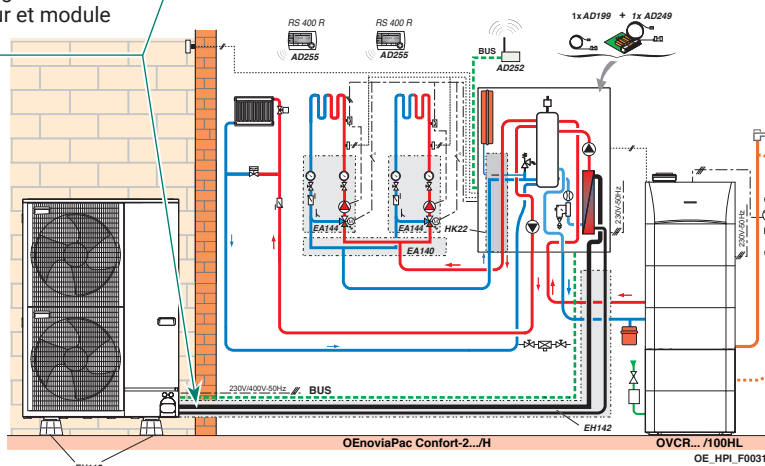 ur et module
RS 400 R
RS 400 R
AD255
AD255
BUS
AD252
1x AD199 + 1x AD249
230V-50Hz
230V-50Hz
EA144
EA144
HK22
EA140
230V/400V-50Hz
BUS
EH142
OEnoviaPac Confort-2.../H
OVCR... /100HL
OE_HPI_F0031